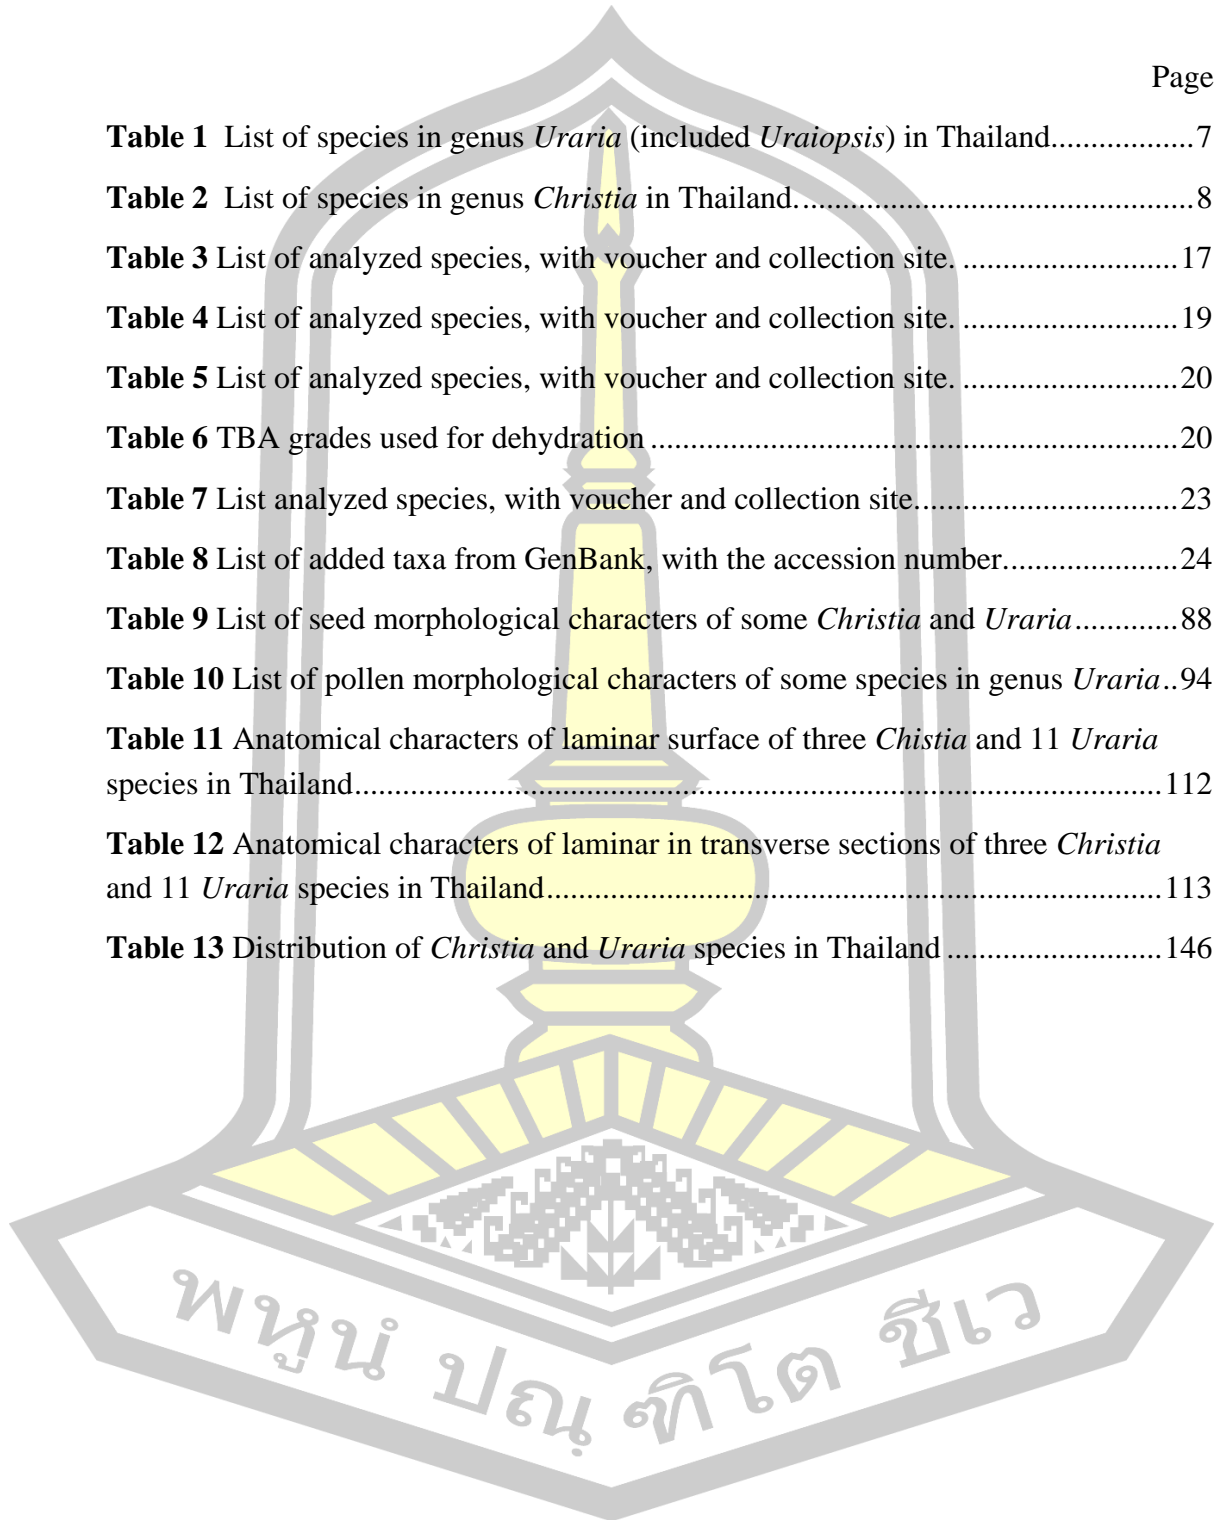 Page
Table 1  List of species in genus Uraria (included Uraiopsis) in Thailand.................7
Table 2  List of species in genus Christia in Thailand................................................8
Table 3 List of analyzed species, with voucher and collection site. ..........................17
Table 4 List of analyzed species, with voucher and collection site. ..........................19
Table 5 List of analyzed species, with voucher and collection site. ..........................20
Table 6 TBA grades used for dehydration ................................................................20
Table 7 List analyzed species, with voucher and collection site................................23
Table 8 List of added taxa from GenBank, with the accession number.....................24
Table 9 List of seed morphological characters of some Christia and Uraria.............88
Table 10 List of pollen morphological characters of some species in genus Uraria..94
Table 11 Anatomical characters of laminar surface of three Chistia and 11 Uraria
species in Thailand..................................................................................................112
Table 12 Anatomical characters of laminar in transverse sections of three Christia
and 11 Uraria species in Thailand...........................................................................113
Table 13 Distribution of Christia and Uraria species in Thailand ..........................146
พหูนํ ปณฺฑิโต ชีเว